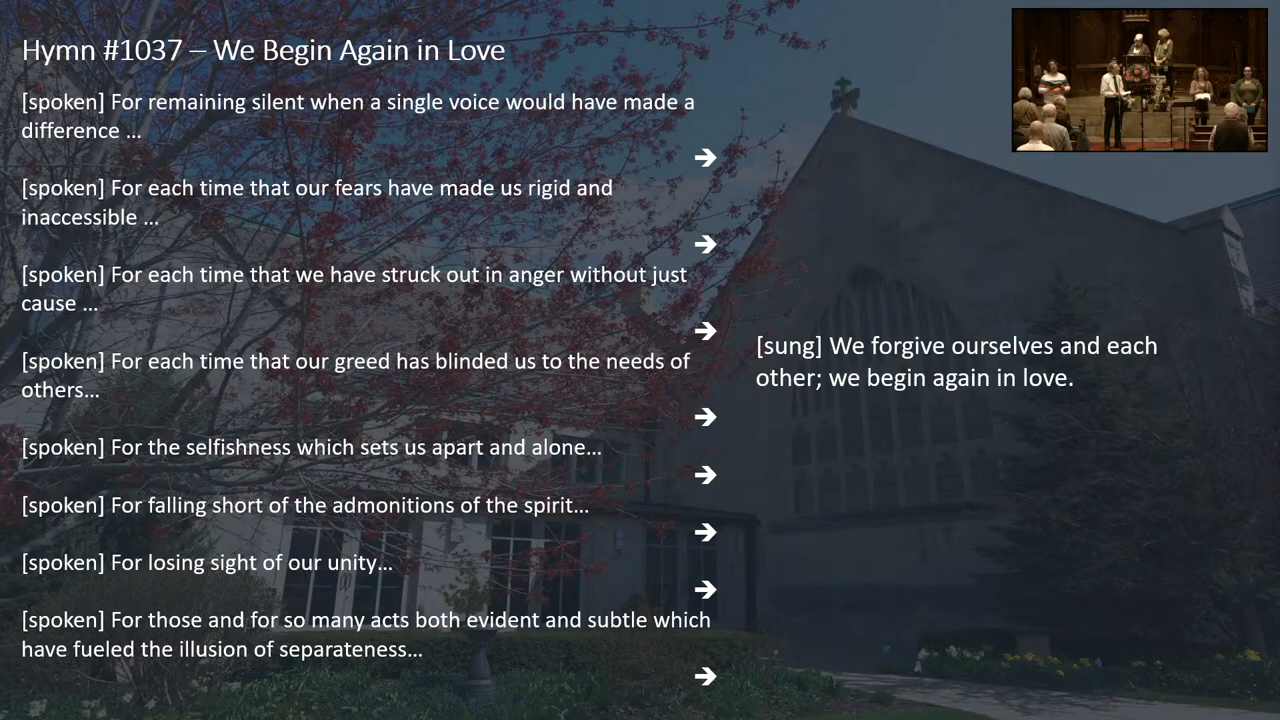 Hymn #1037 – We Begin Again in Love
[spoken] For remaining silent when a single voice would have made a
difference ...
➔
[spoken] For each time that our fears have made us rigid and
inaccessible ...
➔
[spoken] For each time that we have struck out in anger without just
cause ...
➔
[spoken] For each time that our greed has blinded us to the needs of
others...
➔
[spoken] For the selfishness which sets us apart and alone...
➔
[spoken] For falling short of the admonitions of the spirit...
➔
[spoken] For losing sight of our unity...
➔
[spoken] For those and for so many acts both evident and subtle which
have fueled the illusion of separateness...
➔
[sung] We forgive ourselves and each
other; we begin again in love.